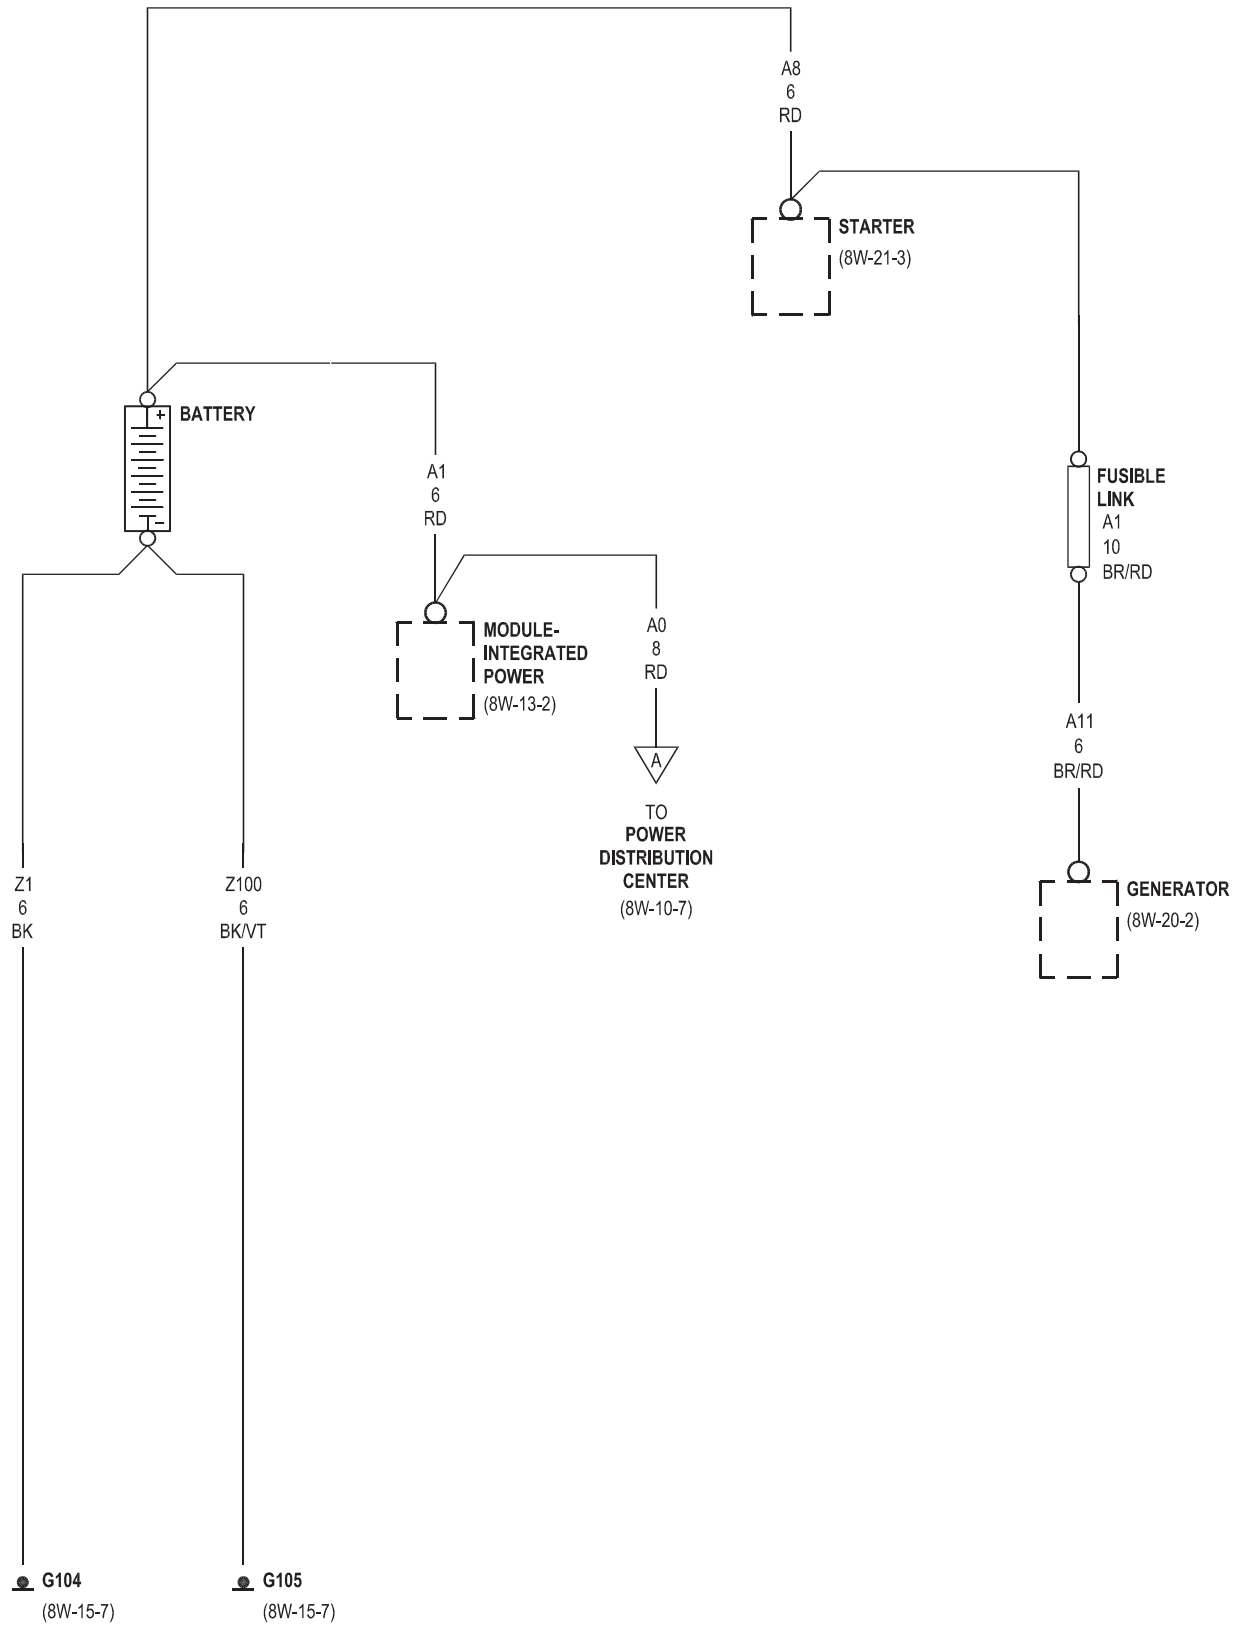 A8
6
RD
STARTER
(8W-21-3)
+
BATTERY
-
A1
6
RD
FUSIBLE
LINK
A1
10
BR/RD
MODULE-
INTEGRATED
POWER
(8W-13-2)
A0
8
RD
A
TO
POWER
DISTRIBUTION
CENTER
(8W-10-7)
A11
6
BR/RD
GENERATOR
(8W-20-2)
Z1
6
BK
Z100
6
BK/VT
G104
(8W-15-7)
G105
(8W-15-7)